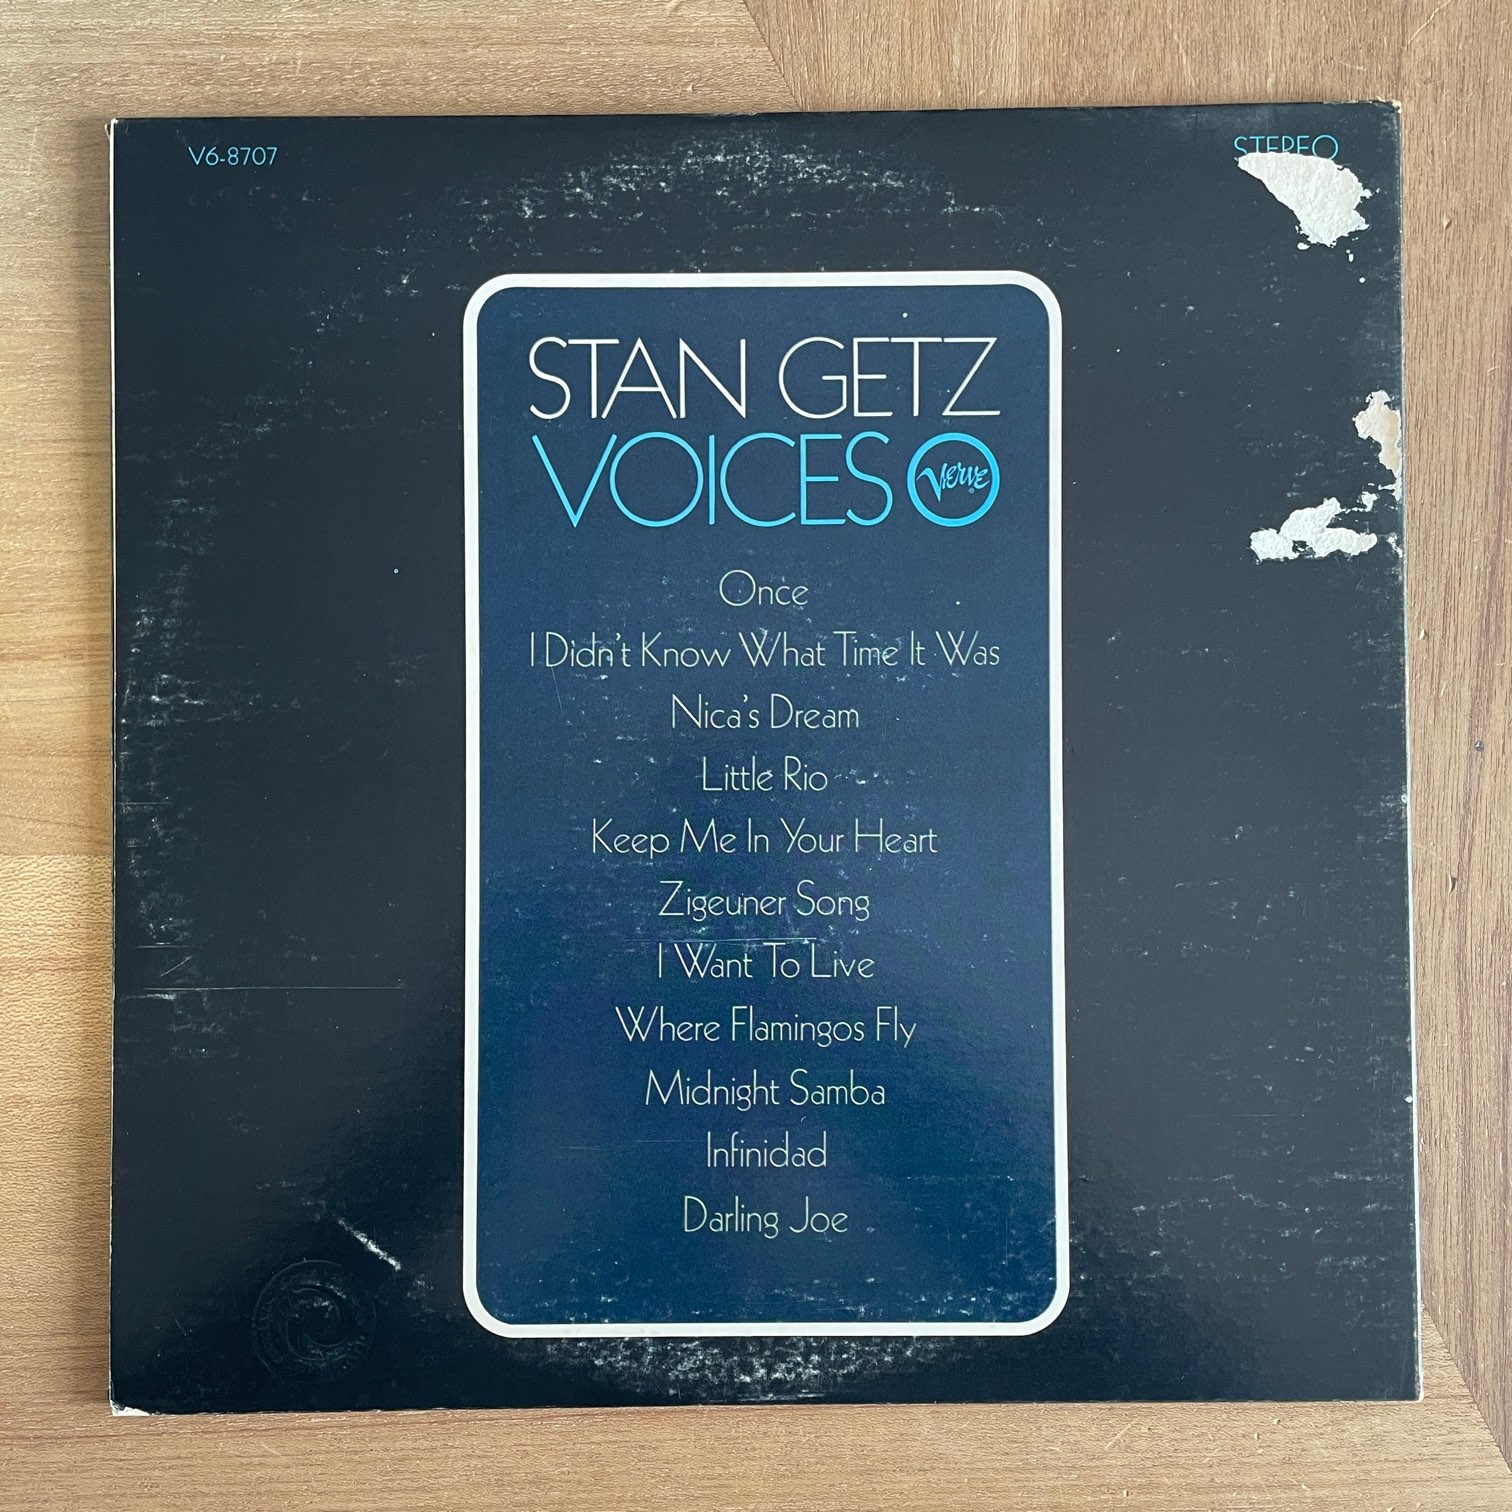 V6-8707
STEREO
STAN GETZ
VOICES Verve®
Once
I Didn't Know What Time It Was
Nica's Dream
Little Rio
Keep Me In Your Heart
Zigeuner Song
I Want To Live
Where Flamingos Fly
Midnight Samba
Infinidad
Darling Joe